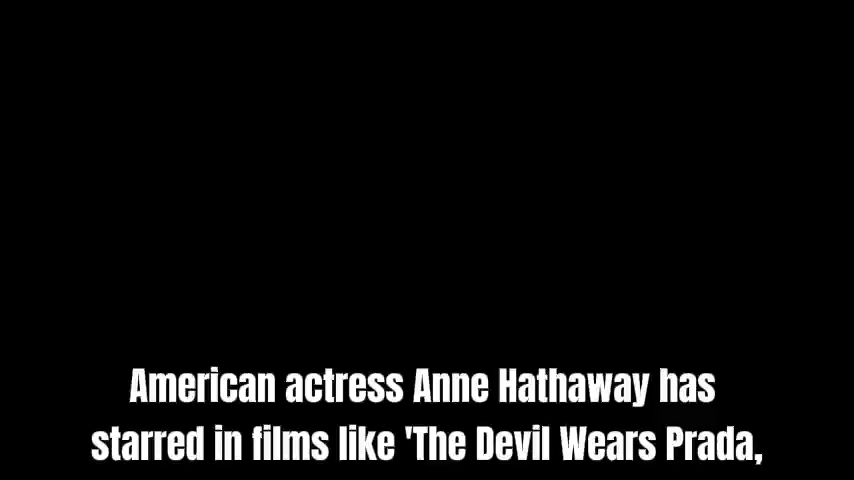 American actress Anne Hathaway has
starred in films like 'The Devil Wears Prada,